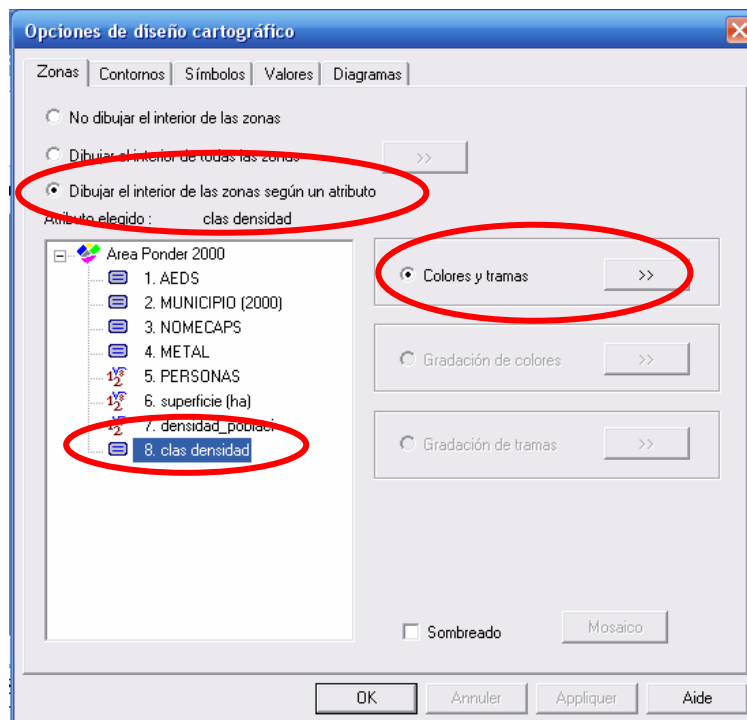 Opciones de diseño cartográfico
Zonas Contornos Símbolos Valores Diagramas
No dibujar el interior de las zonas
Dibujar el interior de todas las zonas >>
Dibujar el interior de las zonas según un atributo
Atributo elegido : clas densidad
Area Ponder 2000
1. AEDS
2. MUNICIPIO (2000)
3. NOMECAPS
4. METAL
5. PERSONAS
6. superficie (ha)
7. densidad_poblaci
8. clas densidad
Colores y tramas >>
Gradación de colores >>
Gradación de tramas >>
Sombreado Mosaico
OK Annuler Appliquer Aide